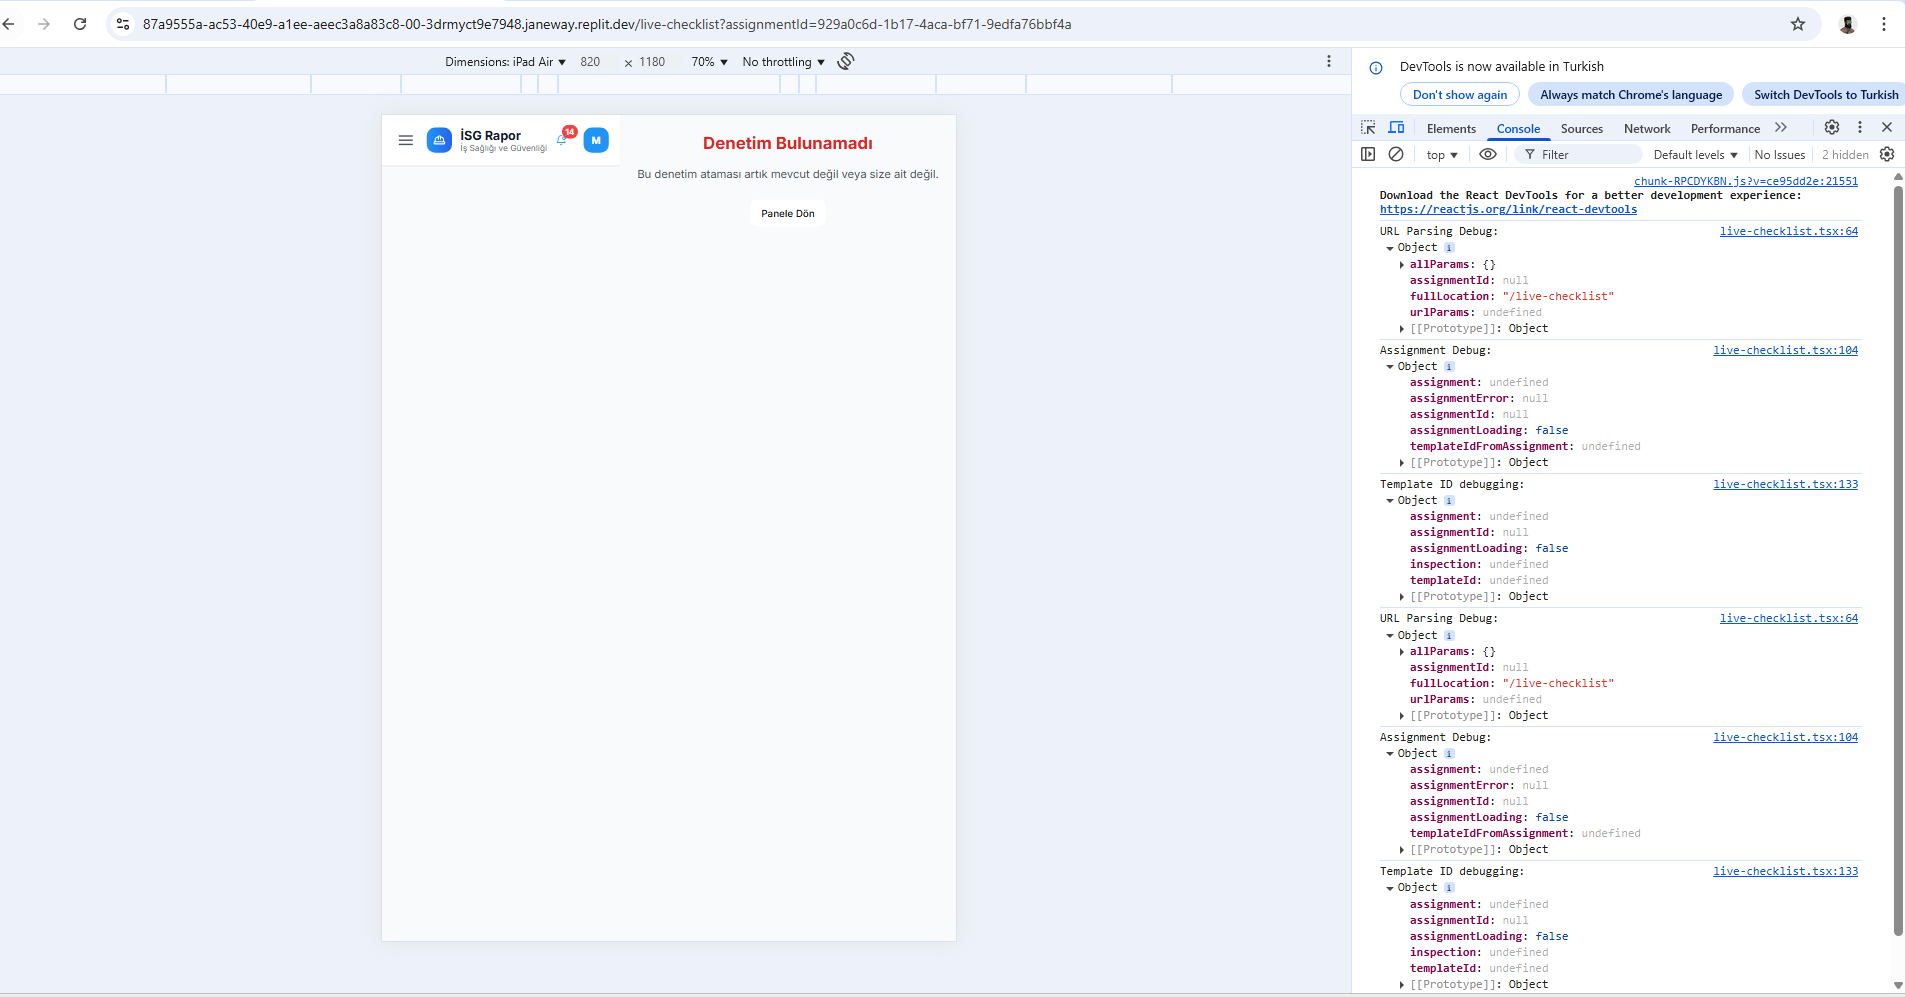 87a9555a-ac53-40e9-a1ee-aeec3a8a83c8-00-3drmyct9e7948.janeway.replit.dev/live-checklist?assignmentId=929a0c6d-1b17-4aca-bf71-9edfa76bbf4a
Dimensions: iPad Air ▼ 820 × 1180 70% ▼ No throttling ▼
İSG Rapor
İş Sağlığı ve Güvenliği
14
M
Denetim Bulunamadı
Bu denetim ataması artık mevcut değil veya size ait değil.
Panele Dön
DevTools is now available in Turkish
Don't show again Always match Chrome's language Switch DevTools to Turkish
Elements Console Sources Network Performance
top ▼ Filter Default levels ▼ No Issues 2 hidden
chunk-RPCDYKBN.js?v=ce95dd2e:21551
Download the React DevTools for a better development experience:
https://reactjs.org/link/react-devtools
URL Parsing Debug: live-checklist.tsx:64
Object i
allParams: {}
assignmentId: null
fullLocation: "/live-checklist"
urlParams: undefined
[[Prototype]]: Object
Assignment Debug: live-checklist.tsx:104
Object i
assignment: undefined
assignmentError: null
assignmentId: null
assignmentLoading: false
templateIdFromAssignment: undefined
[[Prototype]]: Object
Template ID debugging: live-checklist.tsx:133
Object i
assignment: undefined
assignmentId: null
assignmentLoading: false
inspection: undefined
templateId: undefined
[[Prototype]]: Object
URL Parsing Debug: live-checklist.tsx:64
Object i
allParams: {}
assignmentId: null
fullLocation: "/live-checklist"
urlParams: undefined
[[Prototype]]: Object
Assignment Debug: live-checklist.tsx:104
Object i
assignment: undefined
assignmentError: null
assignmentId: null
assignmentLoading: false
templateIdFromAssignment: undefined
[[Prototype]]: Object
Template ID debugging: live-checklist.tsx:133
Object i
assignment: undefined
assignmentId: null
assignmentLoading: false
inspection: undefined
templateId: undefined
[[Prototype]]: Object